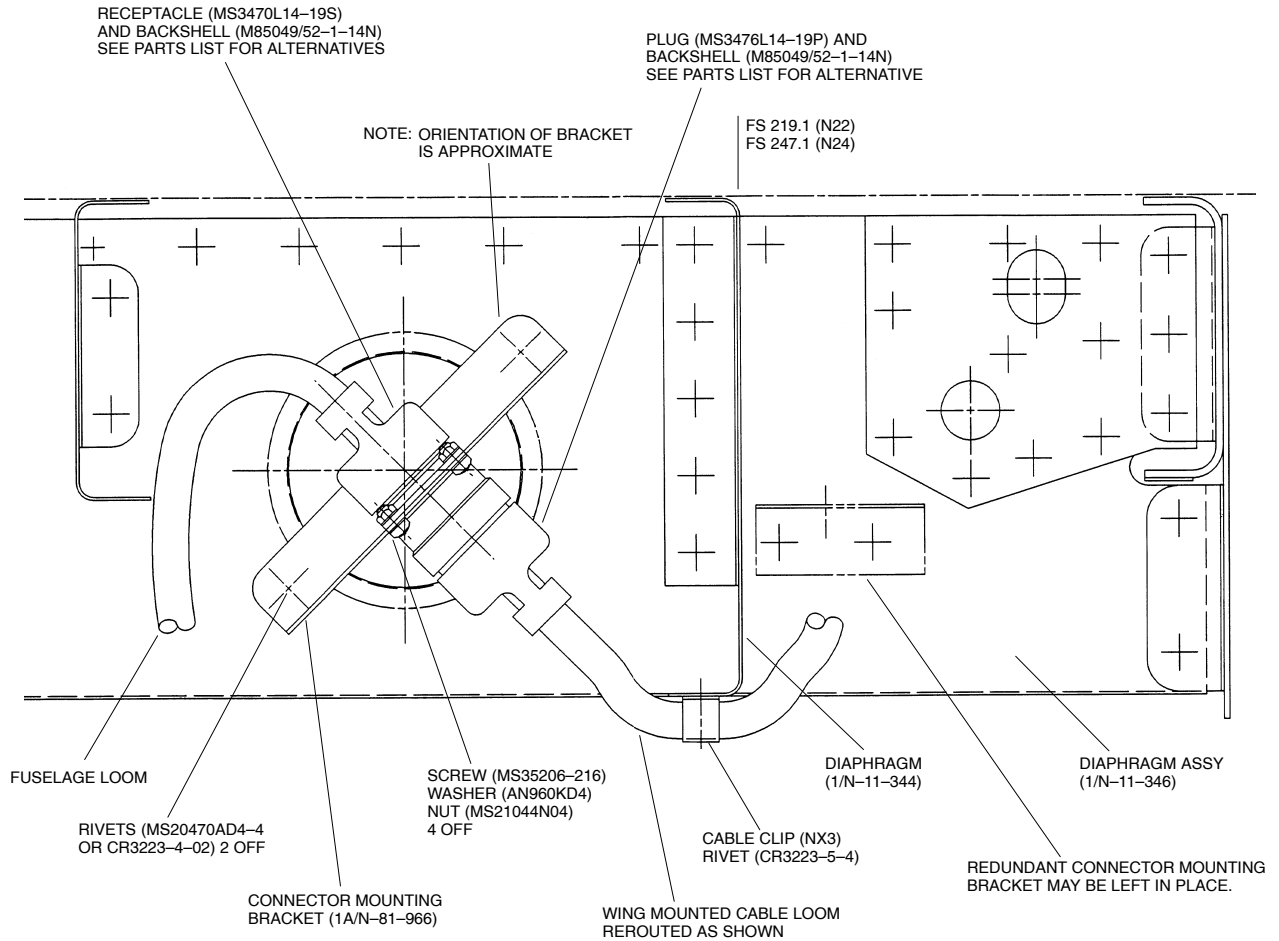 RECEPTACLE (MS3470L14–19S)
AND BACKSHELL (M85049/52–1–14N)
SEE PARTS LIST FOR ALTERNATIVES
PLUG (MS3476L14–19P) AND
BACKSHELL (M85049/52–1–14N)
SEE PARTS LIST FOR ALTERNATIVE
FS 219.1 (N22)
FS 247.1 (N24)
NOTE: ORIENTATION OF BRACKET
IS APPROXIMATE
FUSELAGE LOOM
RIVETS (MS20470AD4–4
OR CR3223–4–02) 2 OFF
CONNECTOR MOUNTING
BRACKET (1A/N–81–966)
SCREW (MS35206–216)
WASHER (AN960KD4)
NUT (MS21044N04)
4 OFF
WING MOUNTED CABLE LOOM
REROUTED AS SHOWN
CABLE CLIP (NX3)
RIVET (CR3223–5–4)
DIAPHRAGM
(1/N–11–344)
DIAPHRAGM ASSY
(1/N–11–346)
REDUNDANT CONNECTOR MOUNTING
BRACKET MAY BE LEFT IN PLACE.